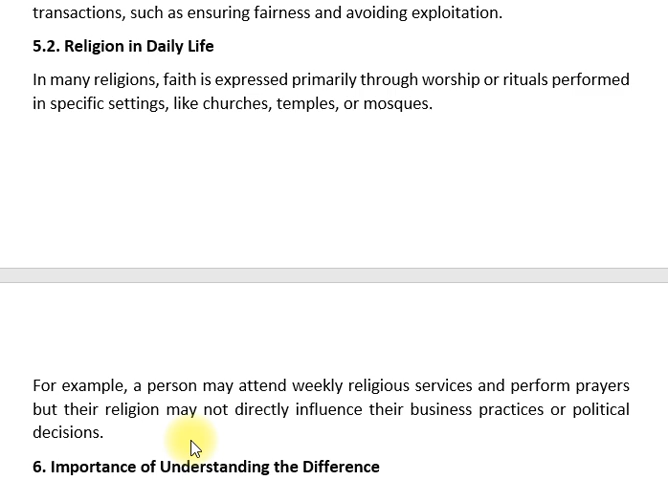 transactions, such as ensuring fairness and avoiding exploitation.
5.2. Religion in Daily Life
In many religions, faith is expressed primarily through worship or rituals performed
in specific settings, like churches, temples, or mosques.
For example, a person may attend weekly religious services and perform prayers
but their religion may not directly influence their business practices or political
decisions.
6. Importance of Understanding the Difference